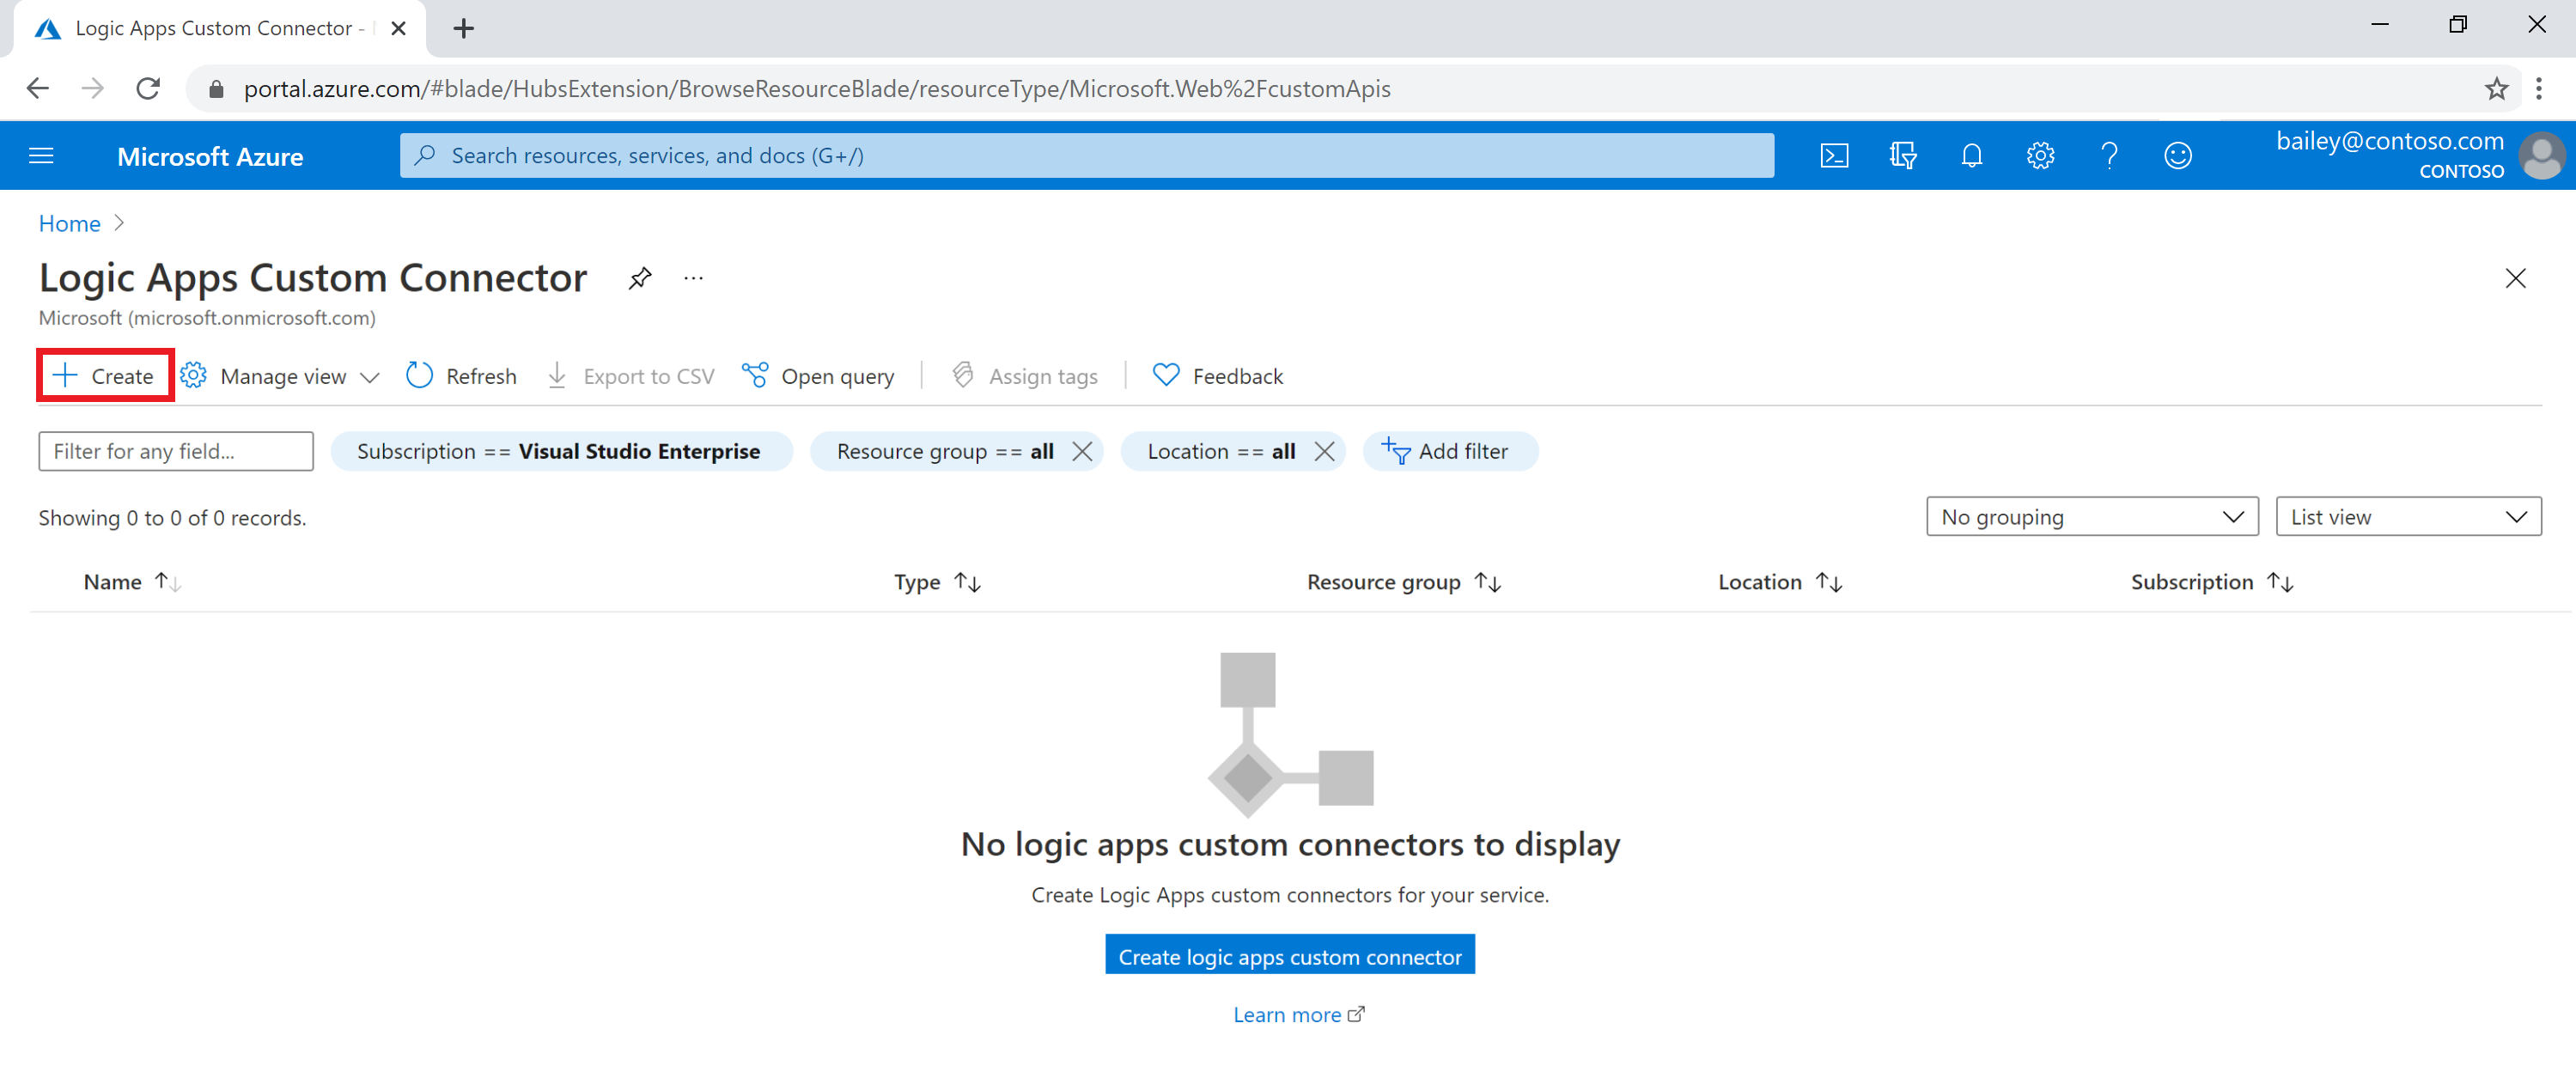 Logic Apps Custom Connector -
portal.azure.com/#blade/HubsExtension/BrowseResourceBlade/resourceType/Microsoft.Web%2FcustomApis
Microsoft Azure
Search resources, services, and docs (G+/)
bailey@contoso.com
CONTOSO
Home
Logic Apps Custom Connector
Microsoft (microsoft.onmicrosoft.com)
Create Manage view Refresh Export to CSV Open query Assign tags Feedback
Filter for any field... Subscription == Visual Studio Enterprise Resource group == all Location == all Add filter
Showing 0 to 0 of 0 records. No grouping List view
Name Type Resource group Location Subscription
No logic apps custom connectors to display
Create Logic Apps custom connectors for your service.
Create logic apps custom connector
Learn more